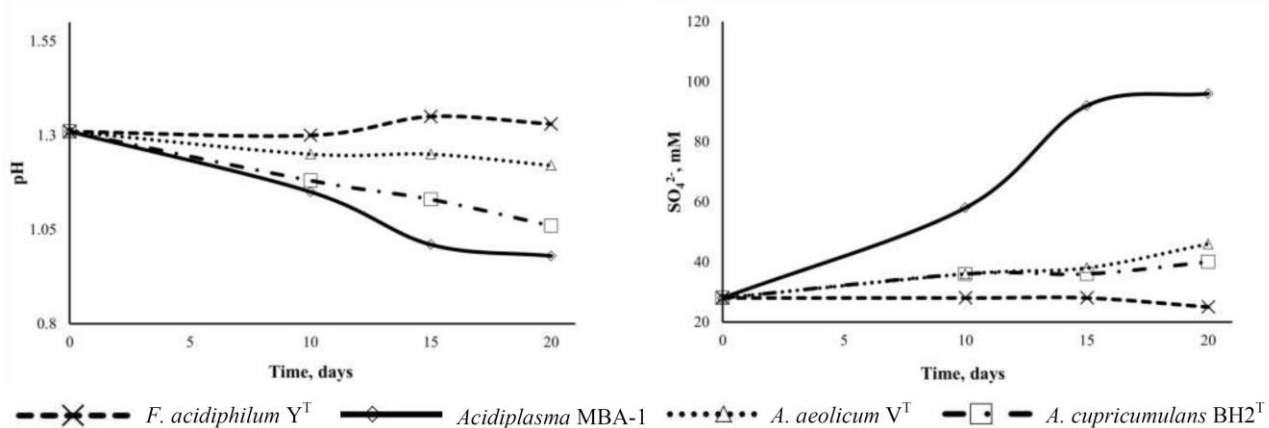 1.55
1.3
1.05
0.8
pH
0
5
10
15
20
Time, days
120
100
80
60
40
20
SO₄²⁻, mM
0
5
10
15
20
Time, days
F. acidiphilum Yᵀ
Acidiplasma MBA-1
A. aeolicum Vᵀ
A. cupricumulans BH2ᵀ